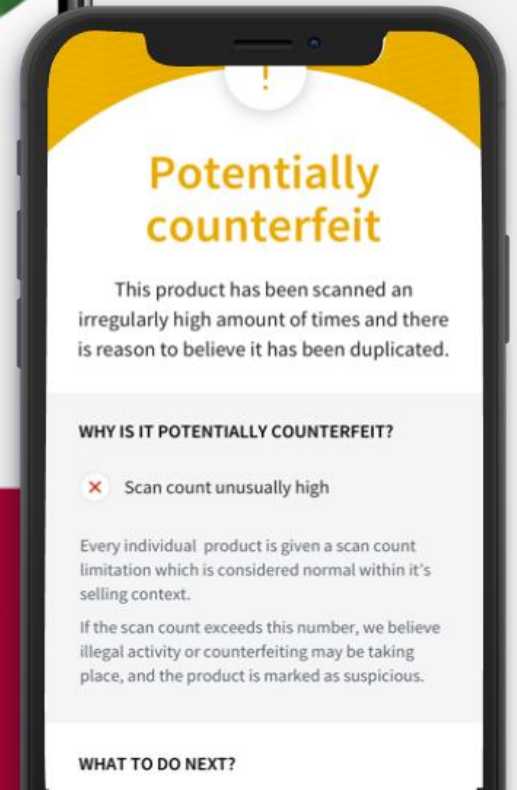 !
Potentially
counterfeit
This product has been scanned an
irregularly high amount of times and there
is reason to believe it has been duplicated.
WHY IS IT POTENTIALLY COUNTERFEIT?
Scan count unusually high
Every individual product is given a scan count
limitation which is considered normal within it's
selling context.
If the scan count exceeds this number, we believe
illegal activity or counterfeiting may be taking
place, and the product is marked as suspicious.
WHAT TO DO NEXT?